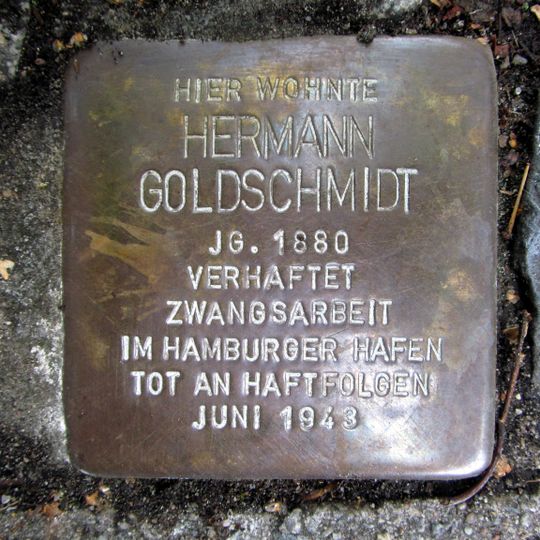 HIER WOHNTE
HERMANN
GOLDSCHMIDT
JG. 1880
VERHAFTET
ZWANGSARBEIT
IM HAMBURGER HAFEN
TOT AN HAFTFOLGEN
JUNI 1943